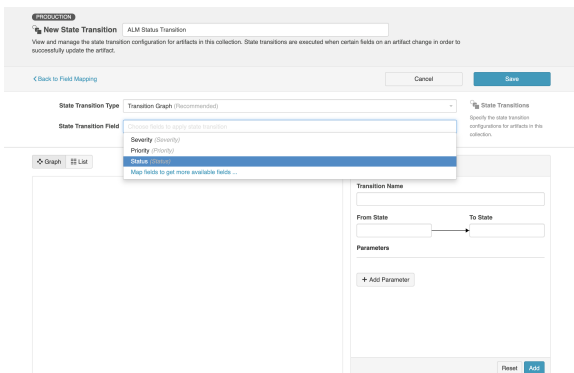 PRODUCTION
New State Transition
ALM Status Transition
View and manage the state transition configuration for artifacts in this collection. State transitions are executed when certain fields on an artifact change in order to
successfully update the artifact.
Back to Field Mapping
Cancel
Save
State Transition Type
Transition Graph (Recommended)
State Transitions
Specify the state transition
configurations for artifacts in this
collection.
State Transition Field
Choose fields to apply state transition
Severity (Severity)
Priority (Priority)
Status (Status)
Map fields to get more available fields ...
Graph
List
Transition Name
From State
To State
Parameters
+ Add Parameter
Reset
Add